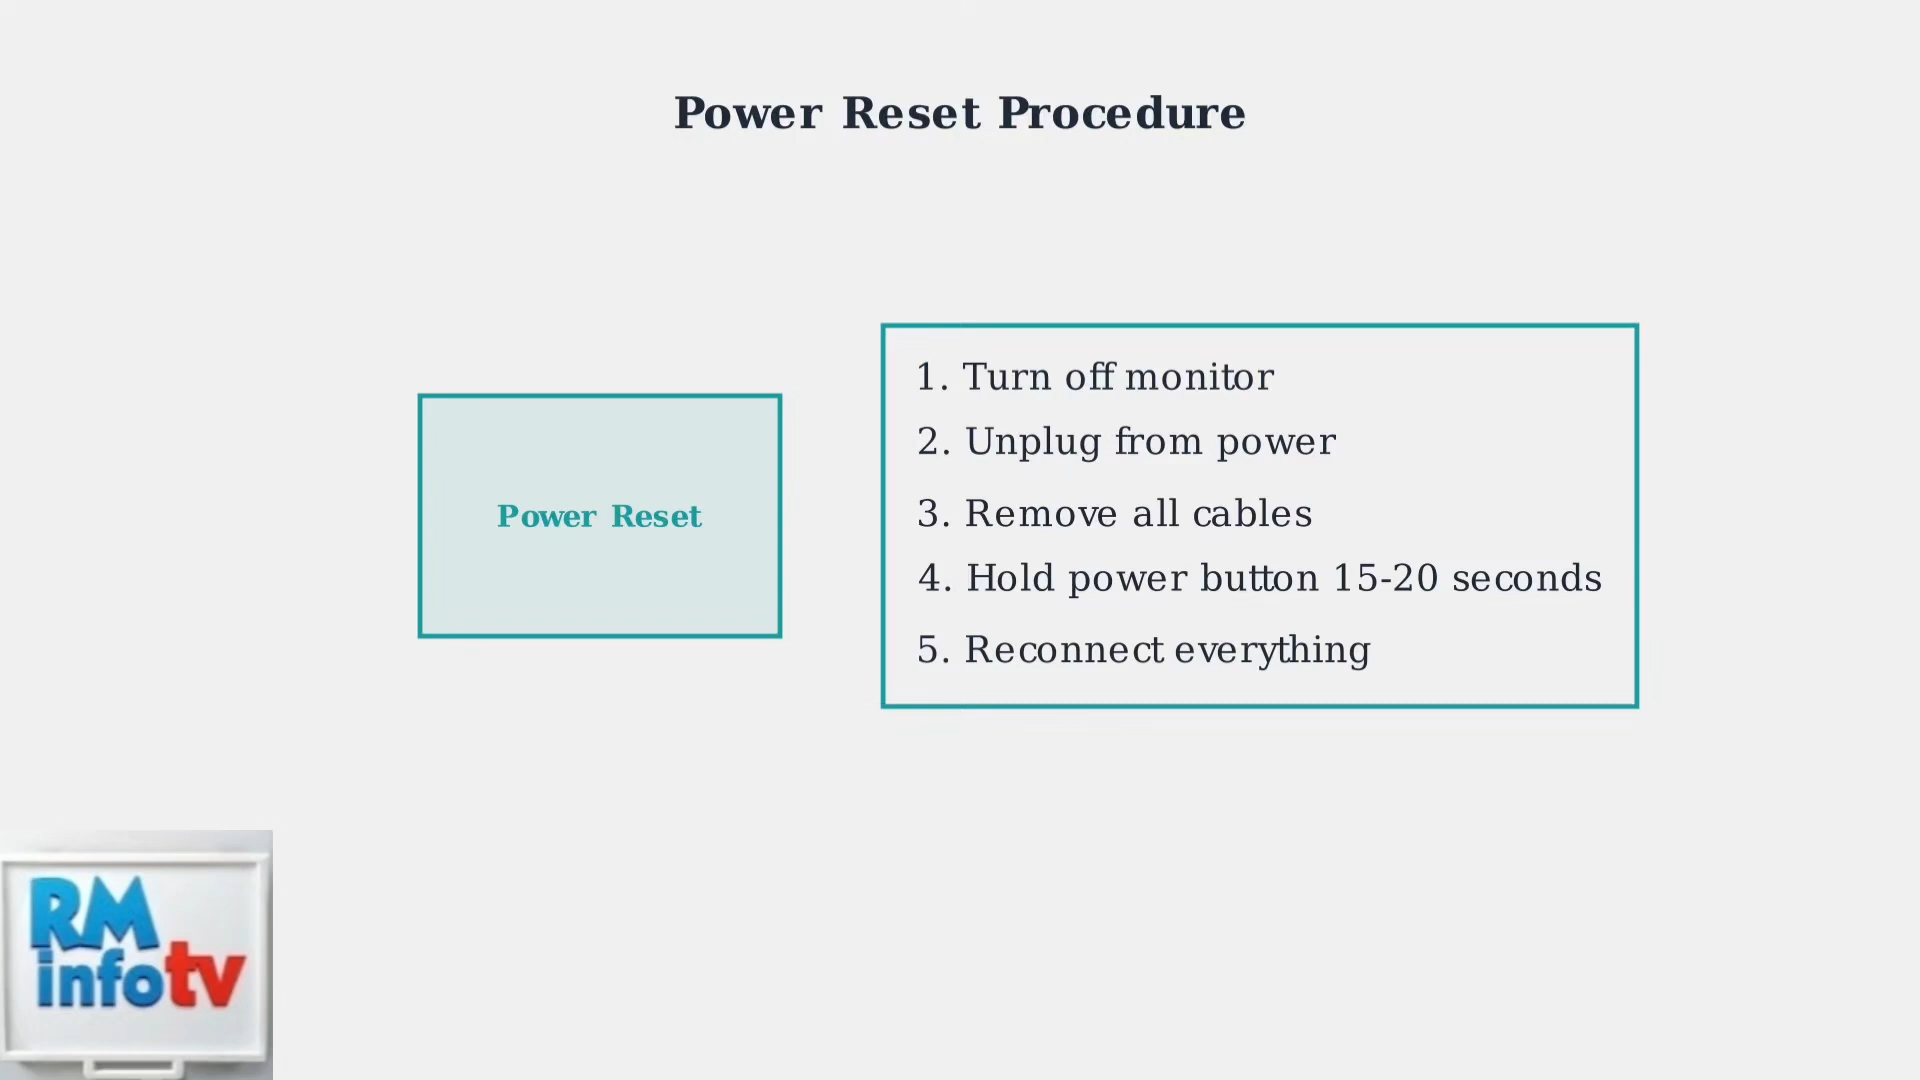 Power Reset Procedure
Power Reset
1. Turn off monitor
2. Unplug from power
3. Remove all cables
4. Hold power button 15-20 seconds
5. Reconnect everything
RM
infotv